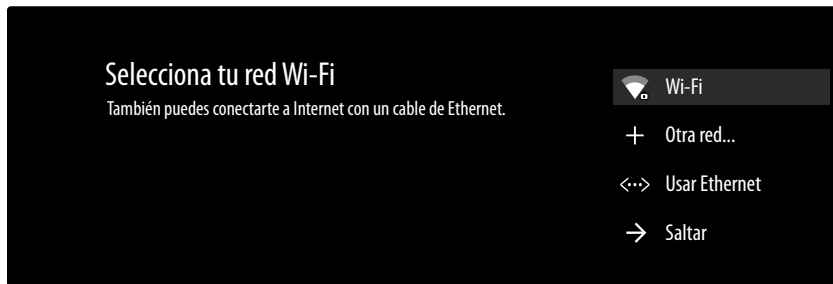 Selecciona tu red Wi-Fi
También puedes conectarte a Internet con un cable de Ethernet.
Wi-Fi
Otra red...
Usar Ethernet
Saltar